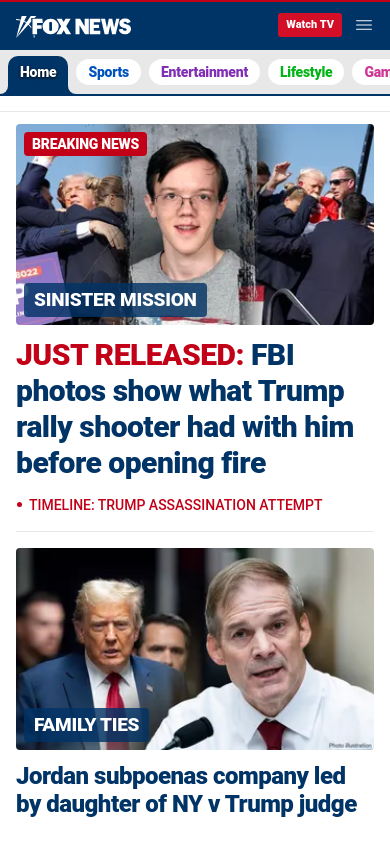 FOX NEWS
Watch TV
Home
Sports
Entertainment
Lifestyle
Gam
BREAKING NEWS
BO22
SINISTER MISSION
JUST RELEASED: FBI
photos show what Trump
rally shooter had with him
before opening fire
TIMELINE: TRUMP ASSASSINATION ATTEMPT
FAMILY TIES
Photo illustration
Jordan subpoenas company led
by daughter of NY v Trump judge